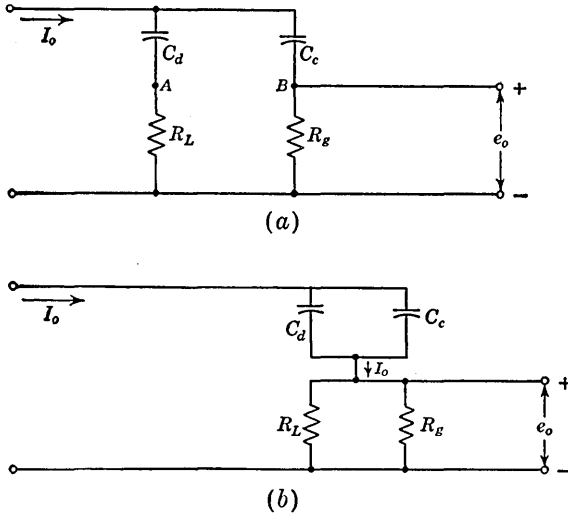 I_o
C_d
C_c
A
B
+
R_L
R_g
e_o
−
(a)
I_o
C_d
C_c
I_o
+
R_L
R_g
e_o
−
(b)